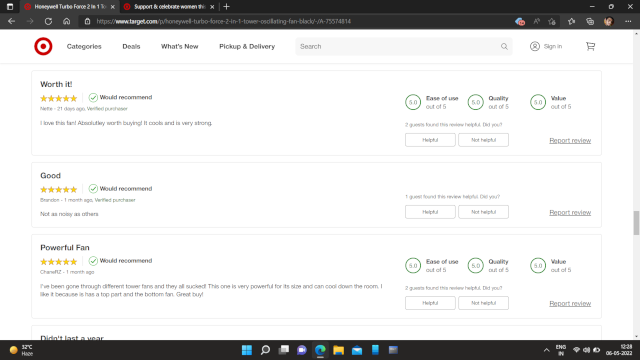 Honeywell Turbo Force 2 In 1 To
Support & celebrate women thi
https://www.target.com/p/honeywell-turbo-force-2-in-1-tower-oscillating-fan-black/-/A-75574814
Categories
Deals
What's New
Pickup & Delivery
Search
Sign in
Worth it!
Would recommend
Nettis - 21 days ago, Verified purchaser
I love this fan! Absolutley worth buying! It cools and is very strong.
5.0 Ease of use out of 5
5.0 Quality out of 5
5.0 Value out of 5
2 guests found this review helpful. Did you?
Helpful
Not helpful
Report review
Good
Would recommend
Brandon - 1 month ago, Verified purchaser
Not as noisy as others
1 guest found this review helpful. Did you?
Helpful
Not helpful
Report review
Powerful Fan
Would recommend
ChaneRZ - 1 month ago
I've been gone through different tower fans and they all sucked! This one is very powerful for its size and can cool down the room. I
like it because is has a top part and the bottom fan. Great buy!
5.0 Ease of use out of 5
5.0 Quality out of 5
5.0 Value out of 5
2 guests found this review helpful. Did you?
Helpful
Not helpful
Report review
Didn't last a year
32°C
Haze
ENG
IN
12:28
06-05-2022